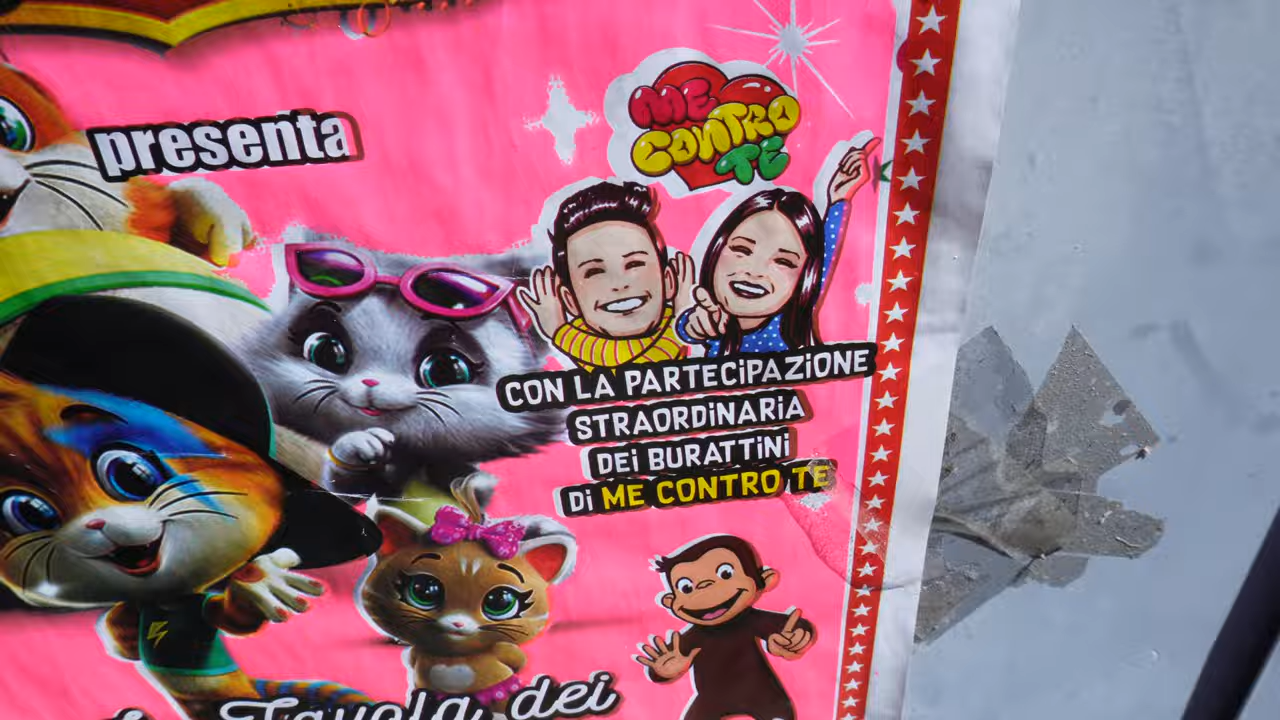 presenta
ME
CONTRO
TE
CON LA PARTECIPAZIONE
STRAORDINARIA
DEI BURATTINI
DI ME CONTRO TE
Favola dei